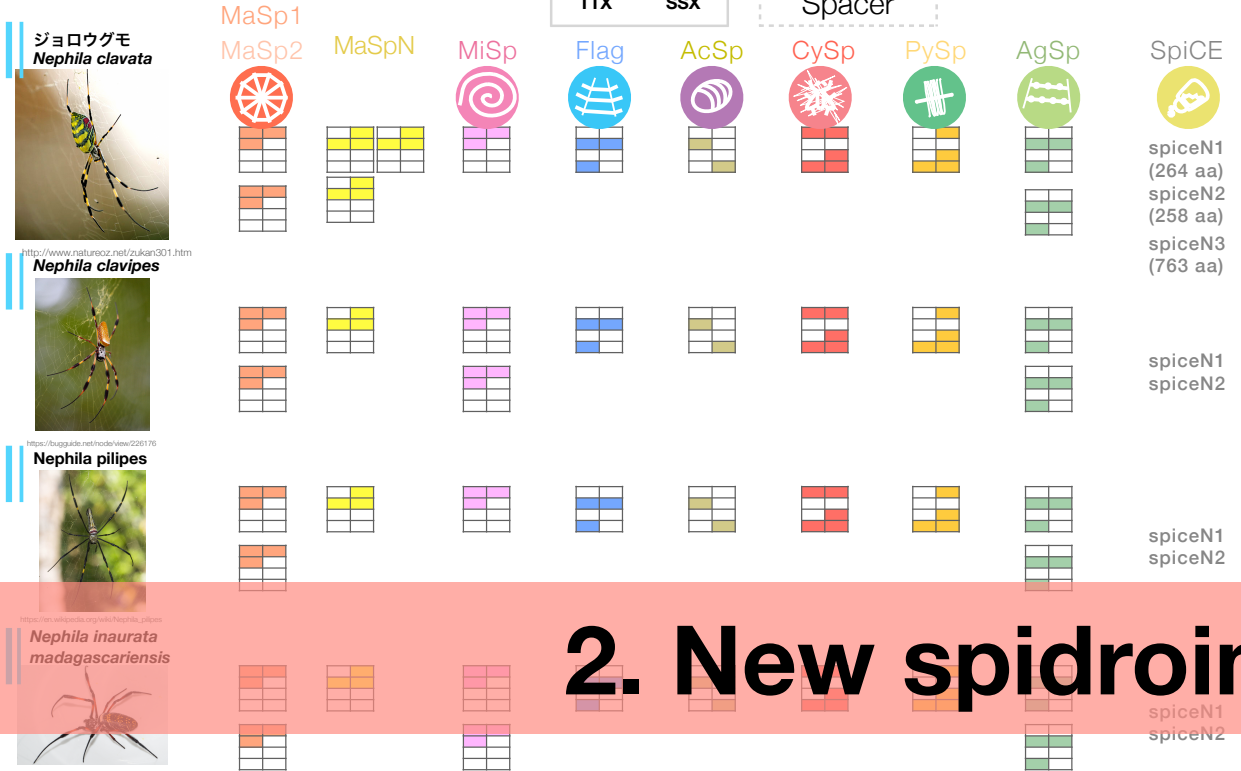 MaSp1
MaSp2
MaSpN
MiSp
Flag
AcSp
CySp
PySp
AgSp
SpiCE
Spacer
ジョロウグモ
Nephila clavata
spiceN1
(264 aa)
spiceN2
(258 aa)
spiceN3
(763 aa)
http://www.natureoz.net/zukan301.htm
Nephila clavipes
spiceN1
spiceN2
https://bugguide.net/node/view/226176
Nephila pilipes
spiceN1
spiceN2
https://en.wikipedia.org/wiki/Nephila_pilipes
Nephila inaurata
madagascariensis
2. New spidroin
spiceN1
spiceN2